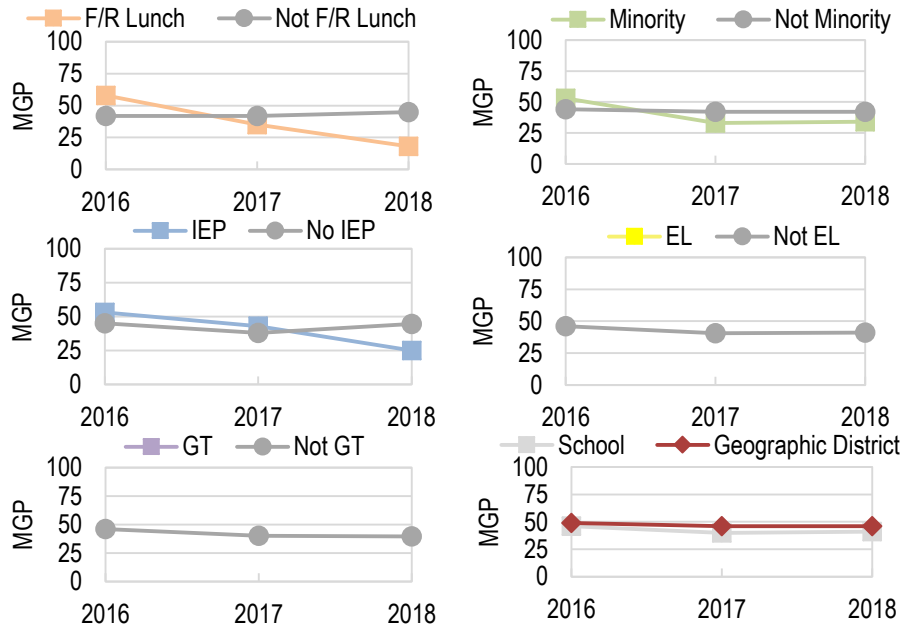 F/R Lunch Not F/R Lunch
100
75
50
25
0
MGP
2016 2017 2018
Minority Not Minority
100
75
50
25
0
MGP
2016 2017 2018
IEP No IEP
100
75
50
25
0
MGP
2016 2017 2018
EL Not EL
100
75
50
25
0
MGP
2016 2017 2018
GT Not GT
100
75
50
25
0
MGP
2016 2017 2018
School Geographic District
100
75
50
25
0
MGP
2016 2017 2018